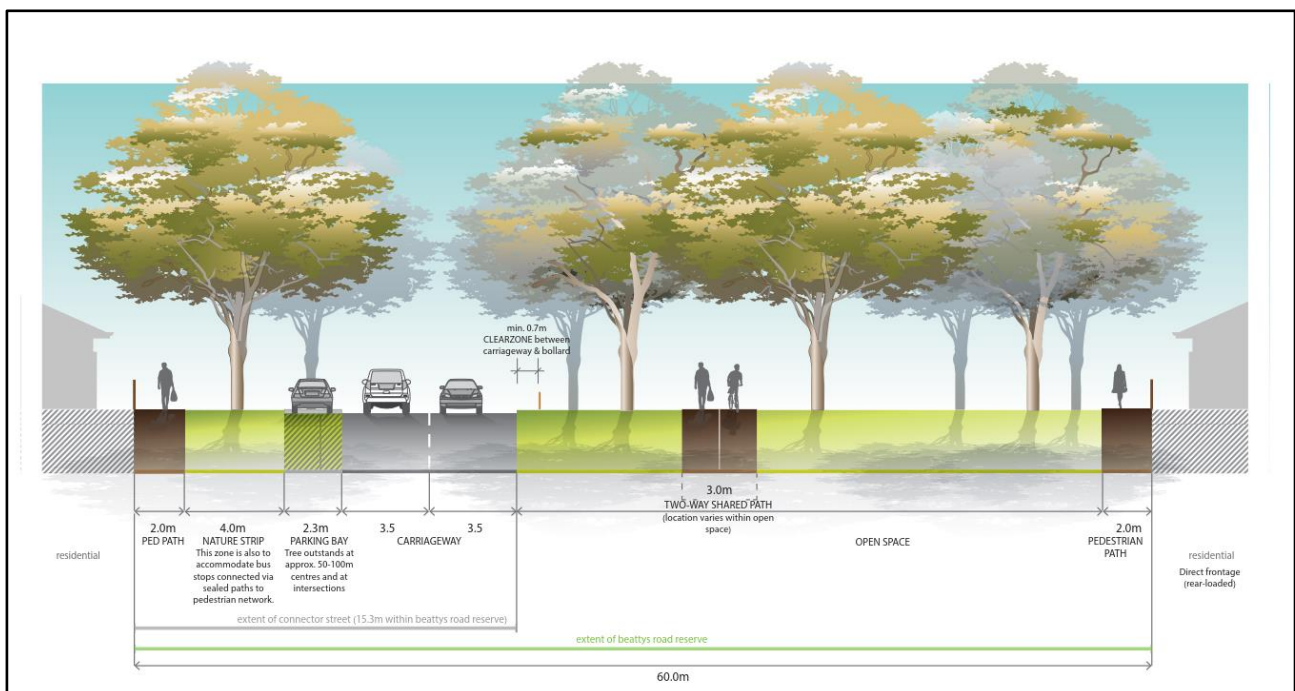 min. 0.7m
CLEARZONE between
carriageway & bollard
2.0m
PED PATH
4.0m
NATURE STRIP
This zone is also to
accommodate bus
stops connected via
sealed paths to
pedestrian network.
2.3m
PARKING BAY
Tree outstands at
approx. 50-100m
centres and at
intersections
3.5
3.5
CARRIAGEWAY
3.0m
TWO-WAY SHARED PATH
(location varies within open
space)
OPEN SPACE
2.0m
PEDESTRIAN
PATH
residential
residential
Direct frontage
(rear-loaded)
extent of connector street (15.3m within beattys road reserve)
extent of beattys road reserve
60.0m